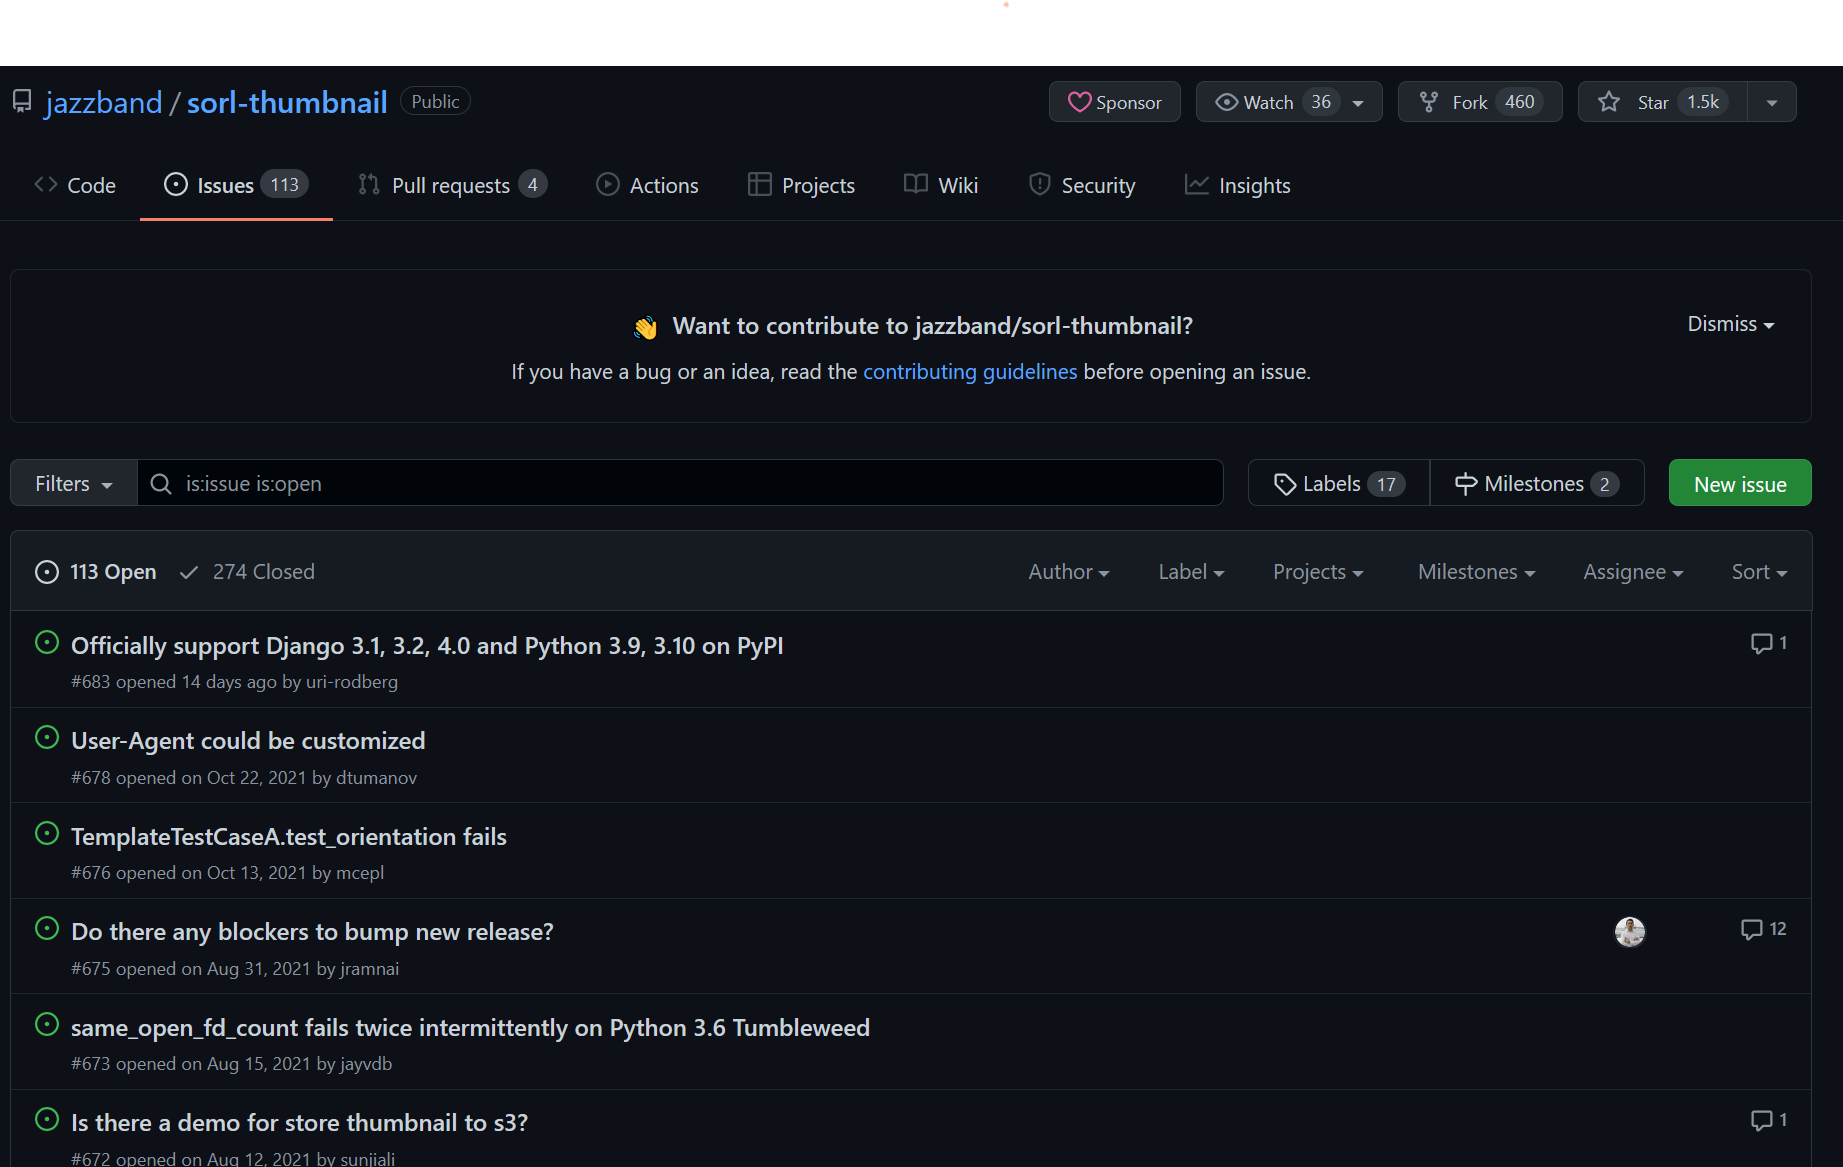 jazzband / sorl-thumbnail Public
Sponsor Watch 36 Fork 460 Star 1.5k
Code Issues 113 Pull requests 4 Actions Projects Wiki Security Insights
Want to contribute to jazzband/sorl-thumbnail?
Dismiss
If you have a bug or an idea, read the contributing guidelines before opening an issue.
Filters is:issue is:open Labels 17 Milestones 2 New issue
113 Open 274 Closed Author Label Projects Milestones Assignee Sort
Officially support Django 3.1, 3.2, 4.0 and Python 3.9, 3.10 on PyPI 1
#683 opened 14 days ago by uri-rodberg
User-Agent could be customized
#678 opened on Oct 22, 2021 by dtumanov
TemplateTestCaseA.test_orientation fails
#676 opened on Oct 13, 2021 by mcepl
Do there any blockers to bump new release? 12
#675 opened on Aug 31, 2021 by jramnai
same_open_fd_count fails twice intermittently on Python 3.6 Tumbleweed
#673 opened on Aug 15, 2021 by jayvdb
Is there a demo for store thumbnail to s3? 1
#672 opened on Aug 12, 2021 by sunjiali